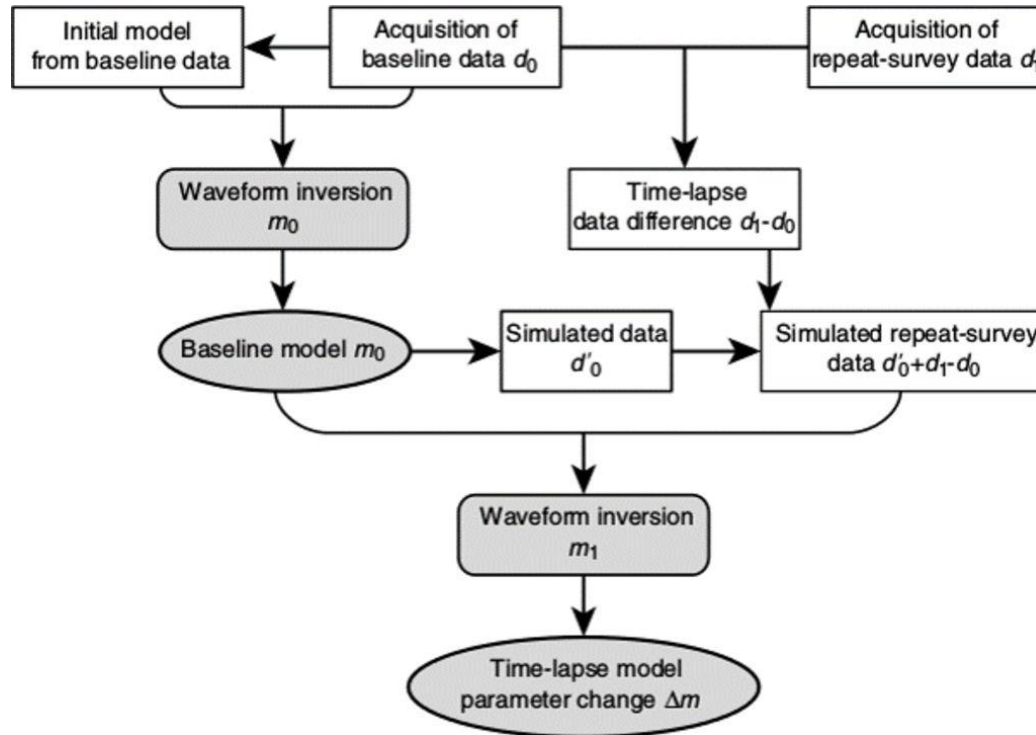 Initial model
from baseline data
Acquisition of
baseline data d₀
Acquisition of
repeat-survey data d
Waveform inversion
m₀
Time-lapse
data difference d₁-d₀
Baseline model m₀
Simulated data
d′₀
Simulated repeat-survey
data d′₀+d₁-d₀
Waveform inversion
m₁
Time-lapse model
parameter change Δm